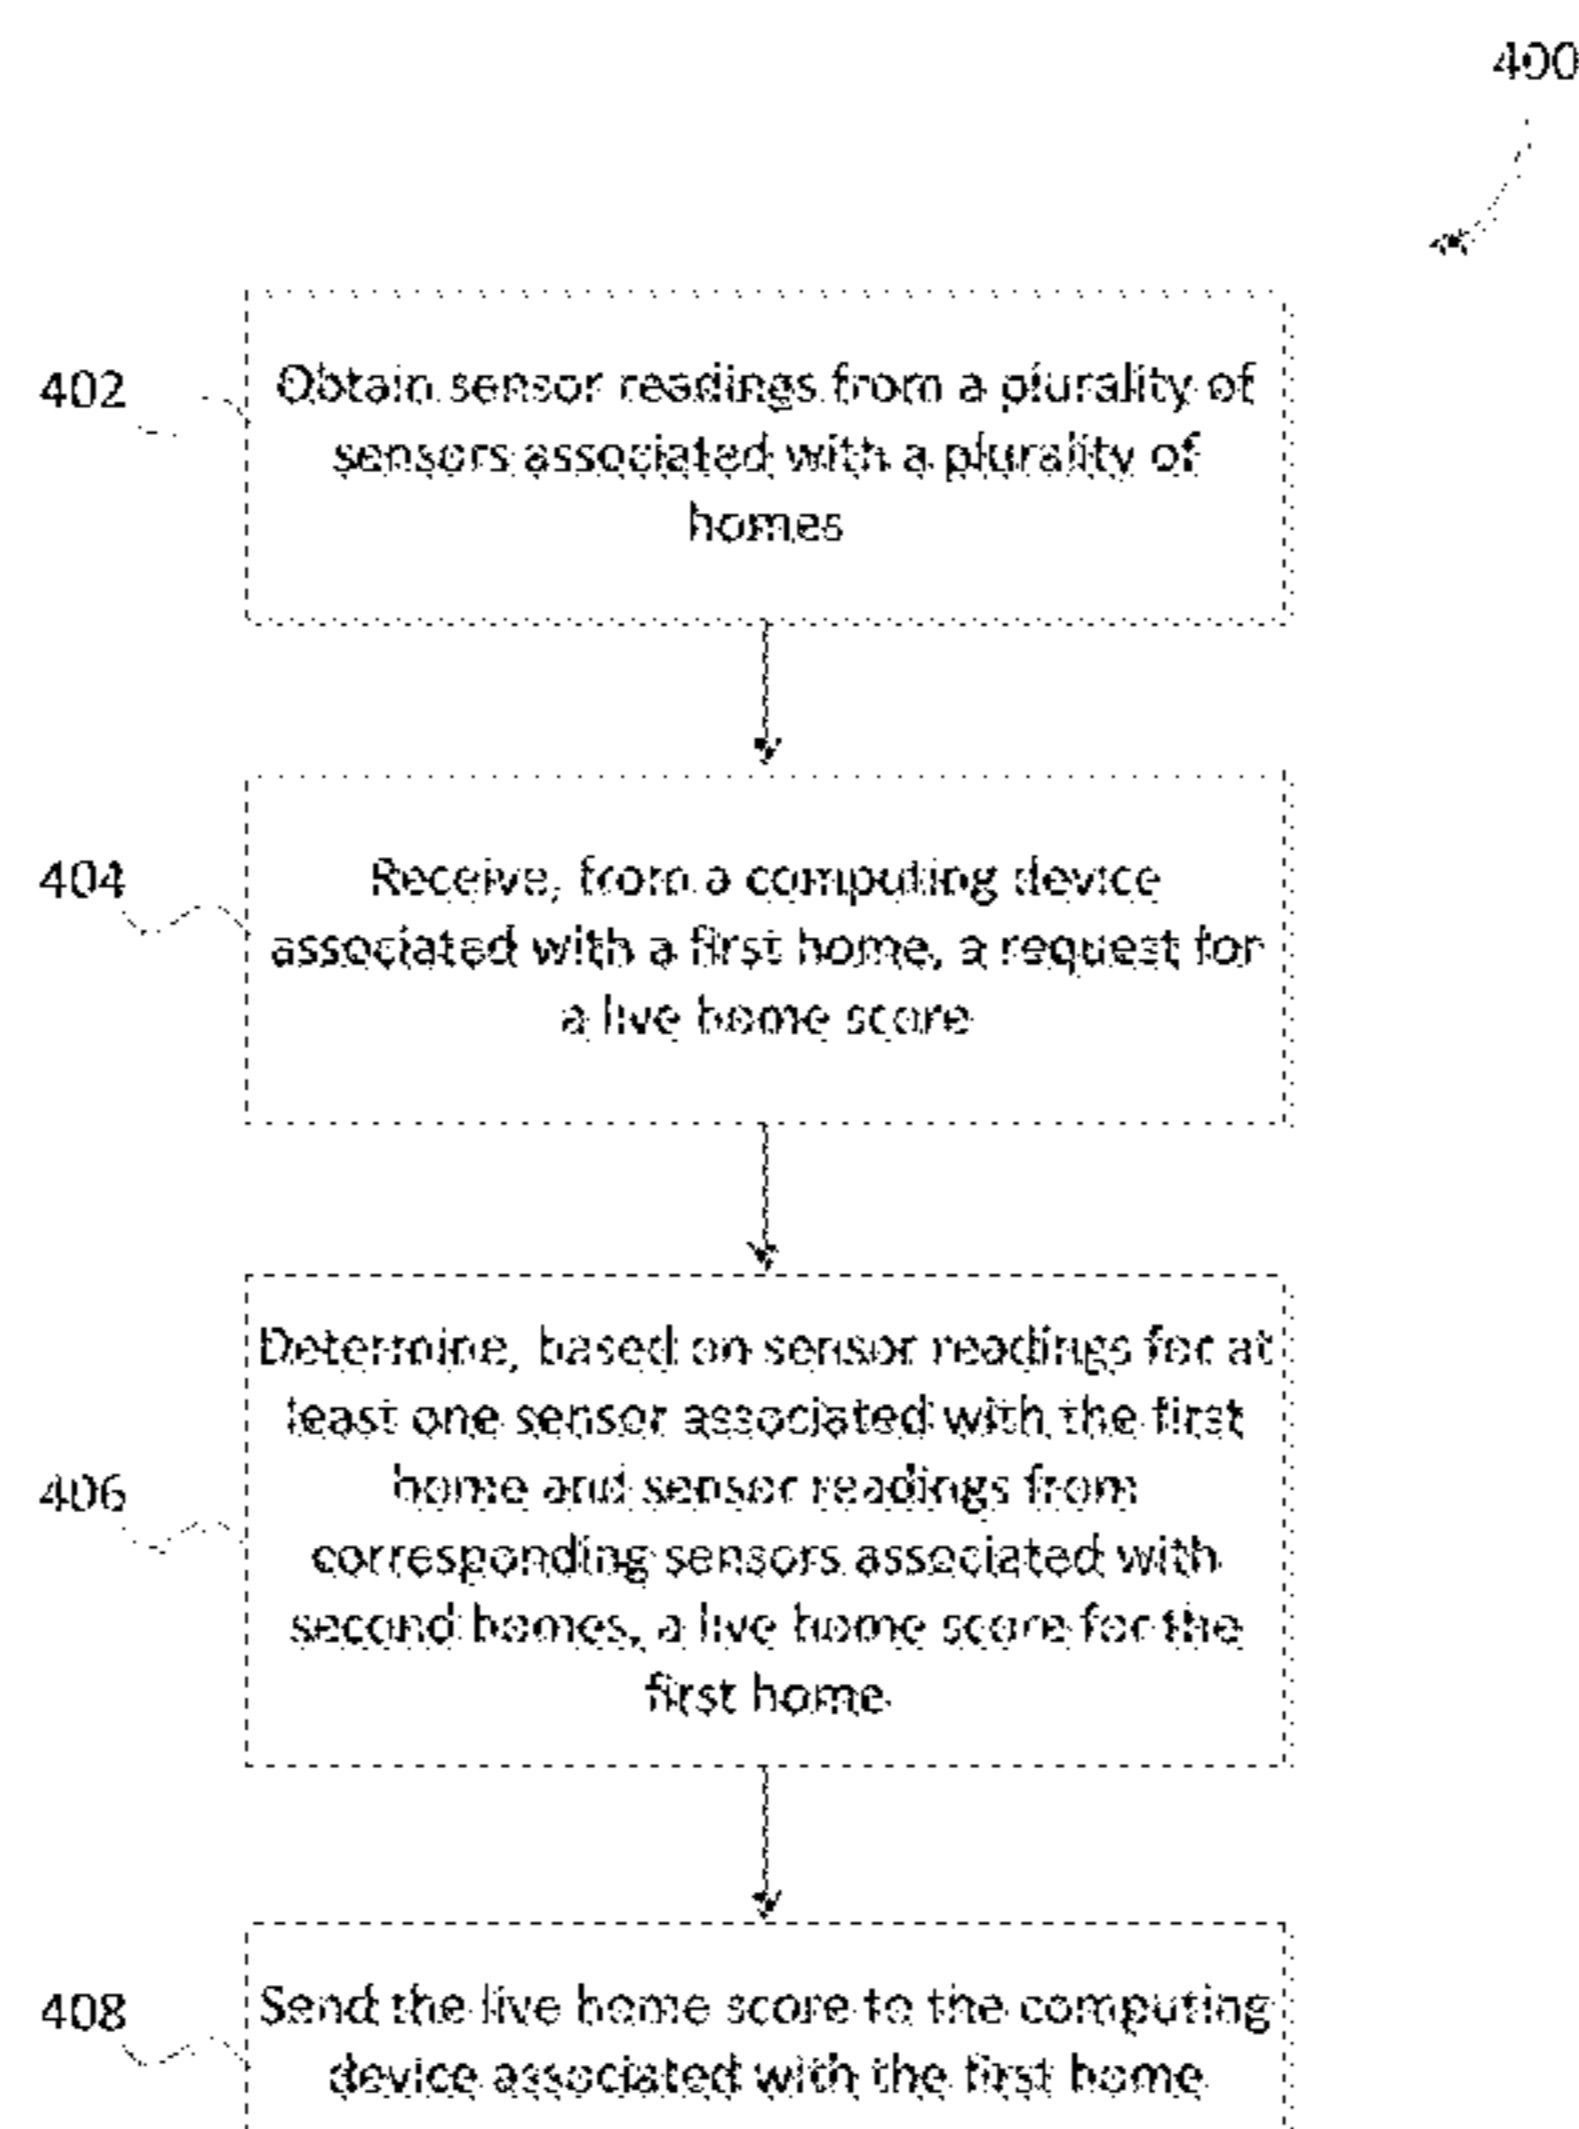 400
402
Obtain sensor readings from a plurality of
sensors associated with a plurality of
homes
404
Receive, from a computing device
associated with a first home, a request for
a live home score
406
Determine, based on sensor readings for at
least one sensor associated with the first
home and sensor readings from
corresponding sensors associated with
second homes, a live home score for the
first home
408
Send the live home score to the computing
device associated with the first home